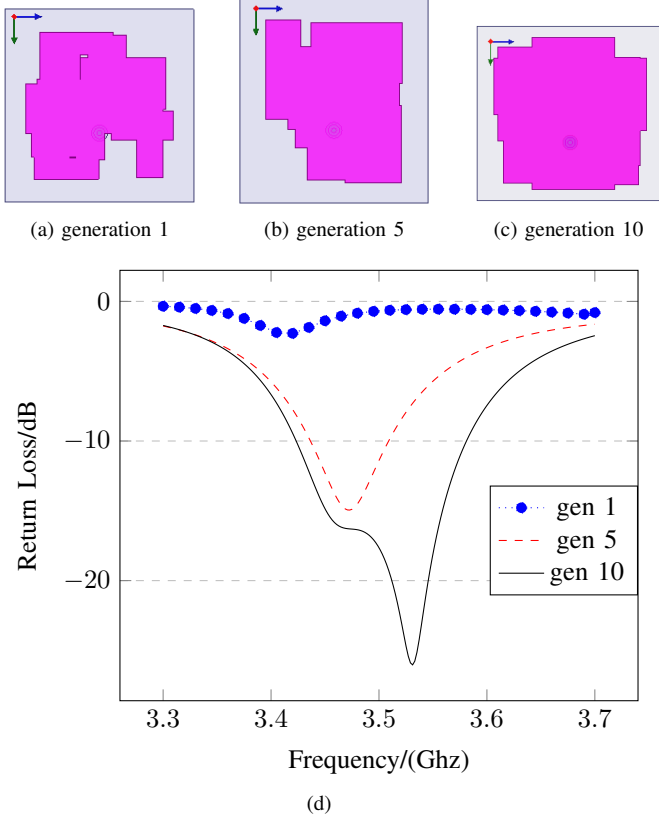 (a) generation 1
(b) generation 5
(c) generation 10
0
−10
−20
Return Loss/dB
gen 1
gen 5
gen 10
3.3
3.4
3.5
3.6
3.7
Frequency/(Ghz)
(d)